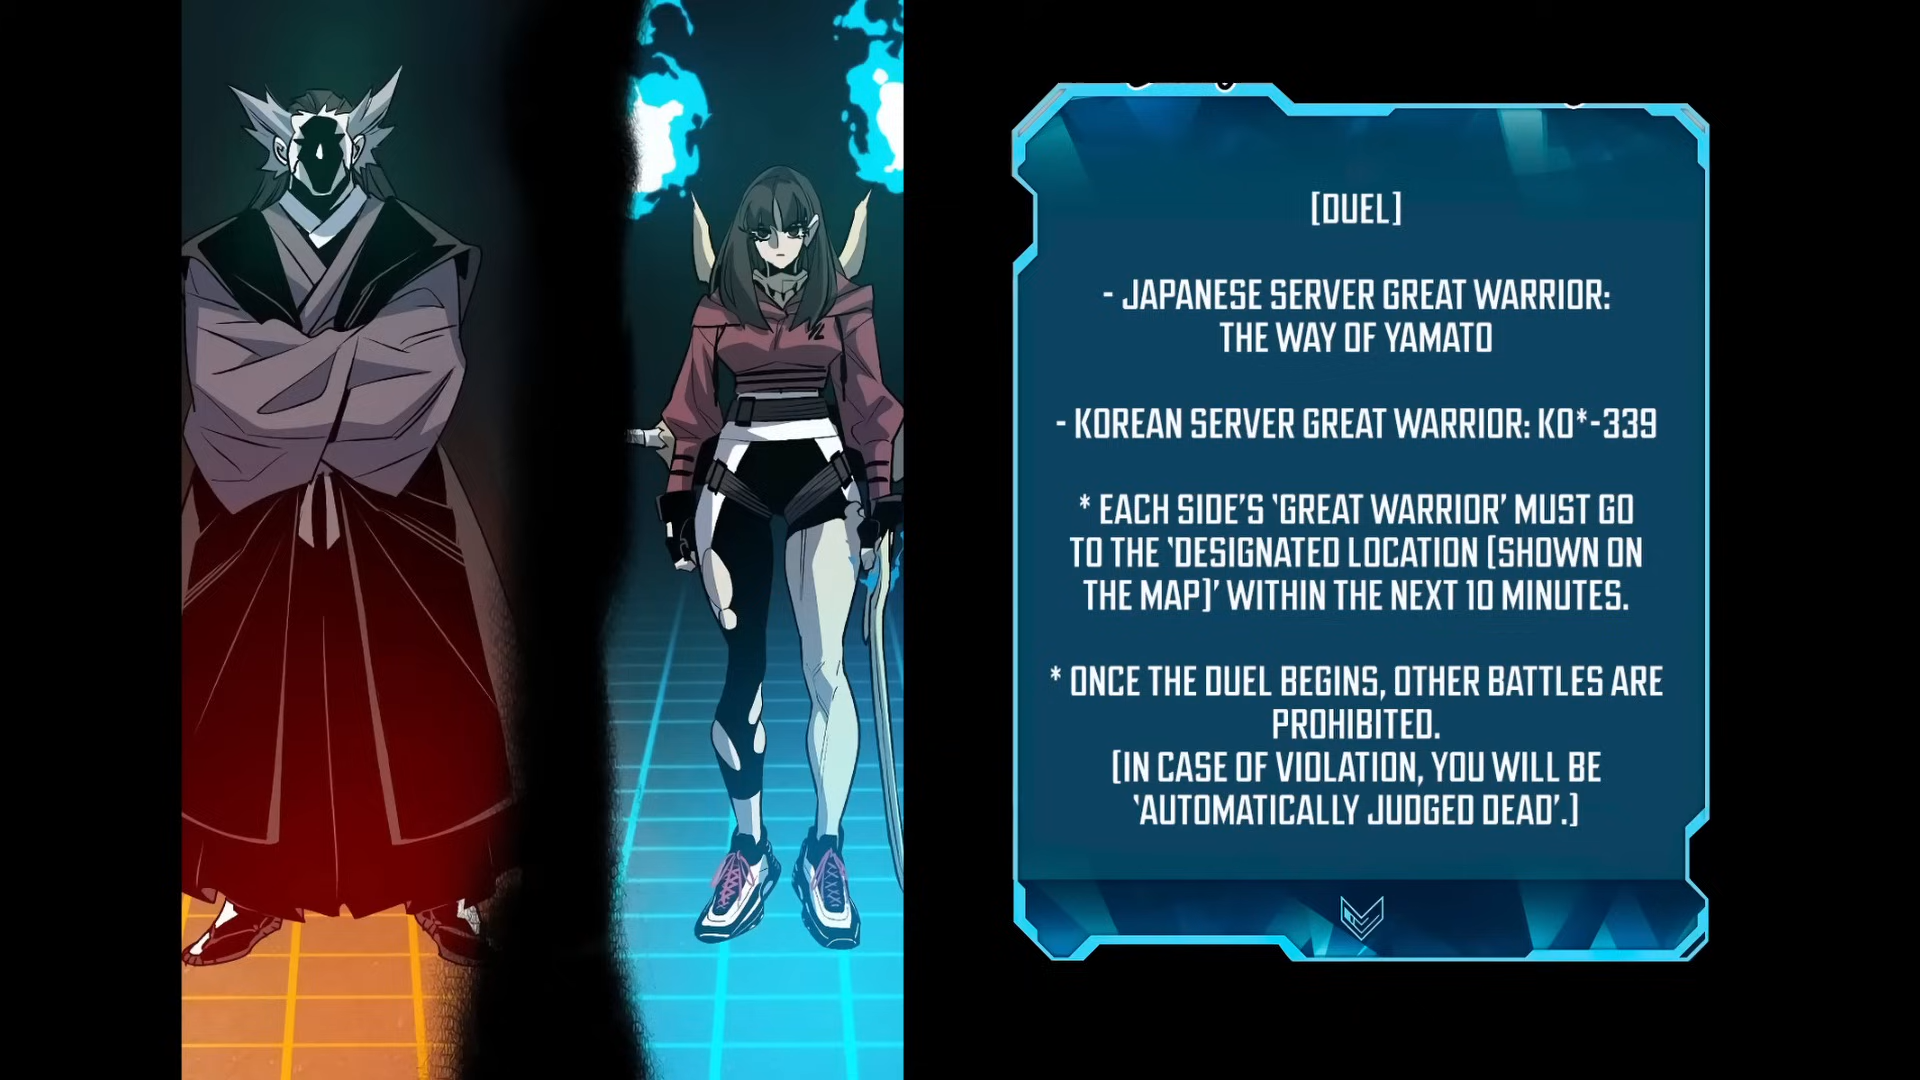 [DUEL]
- JAPANESE SERVER GREAT WARRIOR:
THE WAY OF YAMATO
- KOREAN SERVER GREAT WARRIOR: KO*-339
* EACH SIDE'S 'GREAT WARRIOR' MUST GO
TO THE 'DESIGNATED LOCATION [SHOWN ON
THE MAP]' WITHIN THE NEXT 10 MINUTES.
* ONCE THE DUEL BEGINS, OTHER BATTLES ARE
PROHIBITED.
[IN CASE OF VIOLATION, YOU WILL BE
'AUTOMATICALLY JUDGED DEAD'.]